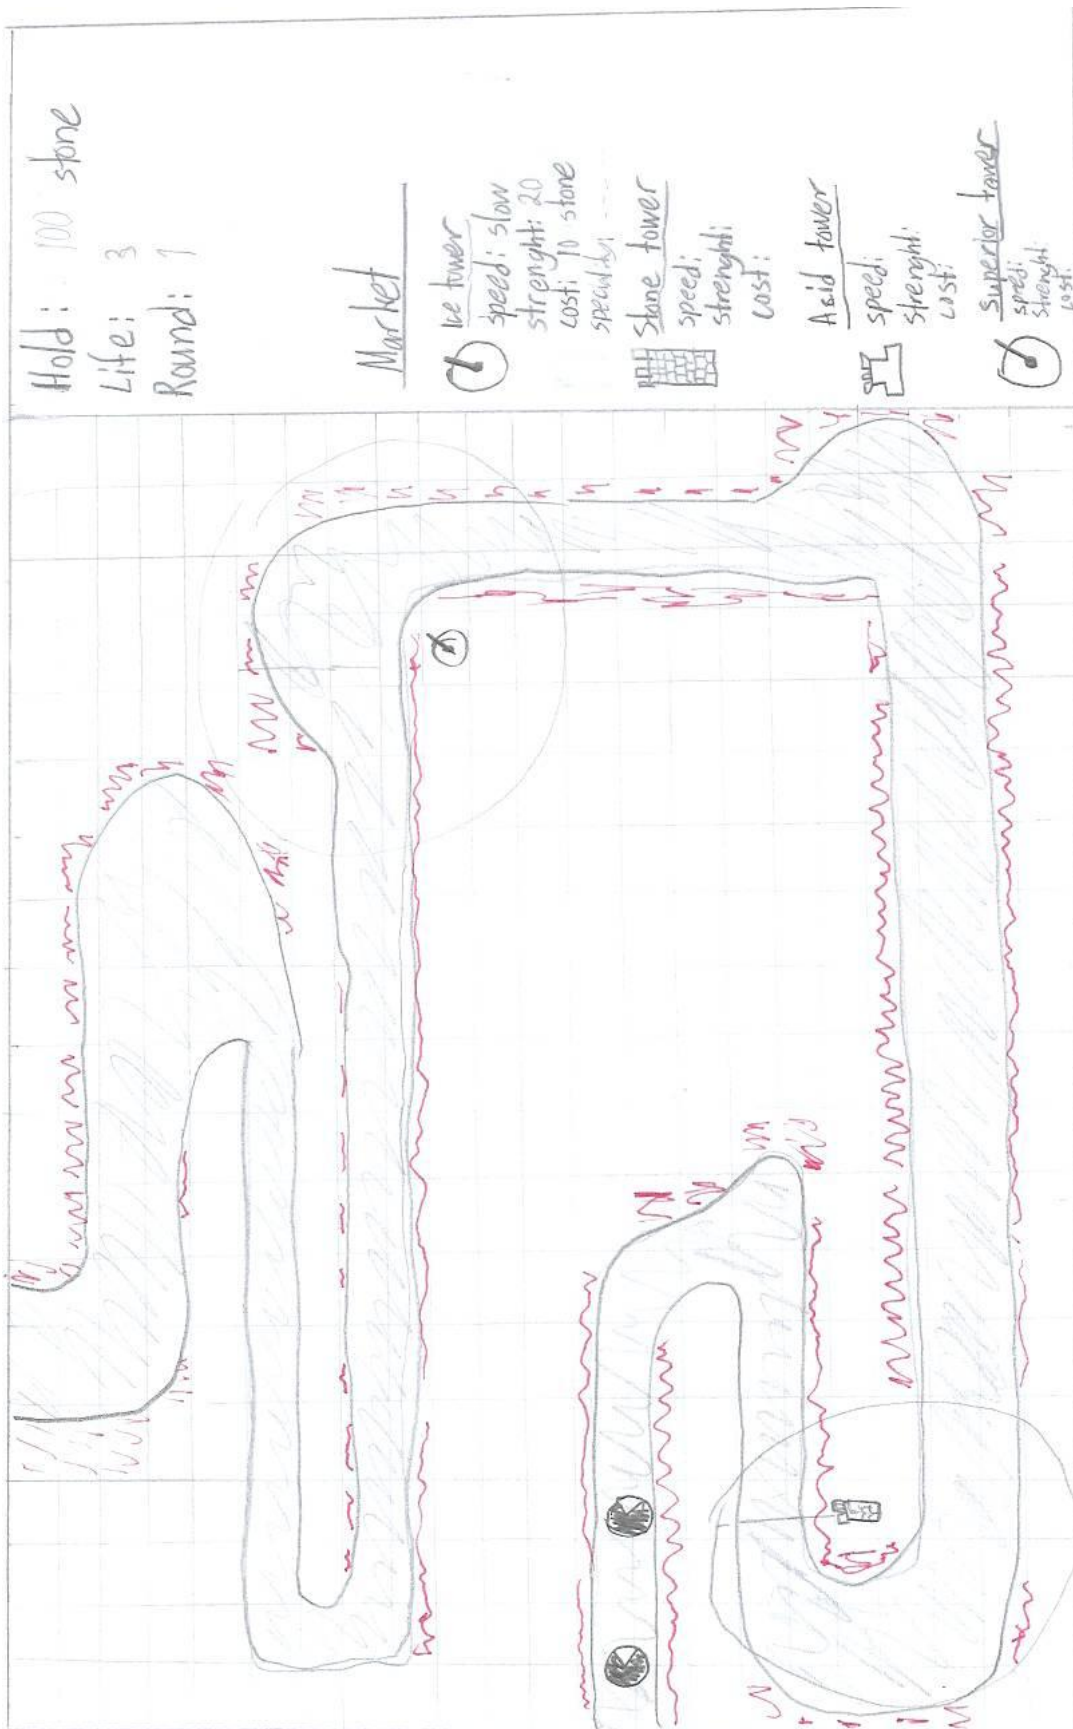 Hold: 100 stone
Life: 3
Round: 1
Market
Ice tower
speed: slow
strenght: 20
cost: 10 stone
Stone tower
speed:
strenght:
cost:
Asid tower
speed:
strenght:
cost:
Superior tower
speed:
strenght:
cost: